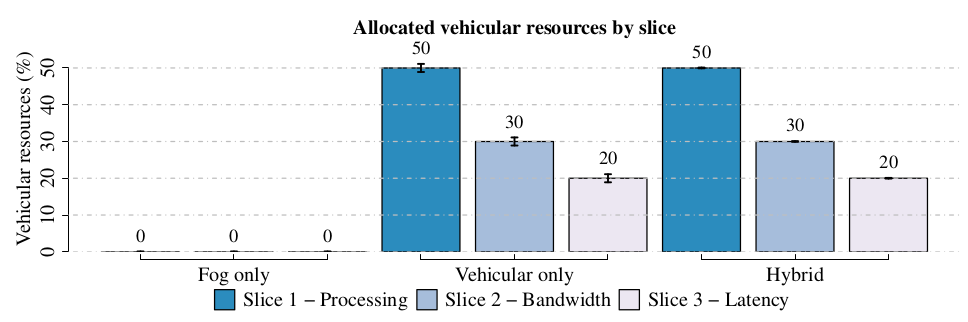 Allocated vehicular resources by slice
Vehicular resources (%)
50
40
30
20
10
0
0 0 0 50 30 20 50 30 20
Fog only Vehicular only Hybrid
Slice 1 − Processing Slice 2 − Bandwidth Slice 3 − Latency